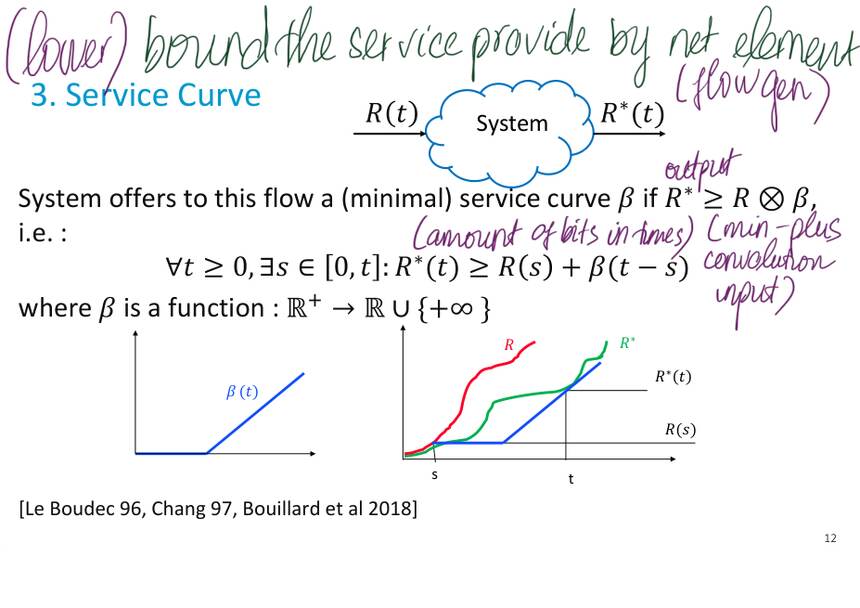 (lower) bound the service provide by net element
(flow gen)
3. Service Curve
R(t)
System
R*(t)
output
System offers to this flow a (minimal) service curve β if R* ≥ R ⊗ β,
i.e. :
(amount of bits in times) (min-plus
convolution
input)
∀t ≥ 0, ∃s ∈ [0, t]: R*(t) ≥ R(s) + β(t − s)
where β is a function : ℝ⁺ → ℝ ∪ {+∞ }
β (t)
R
R*
R*(t)
R(s)
s
t
[Le Boudec 96, Chang 97, Bouillard et al 2018]
12